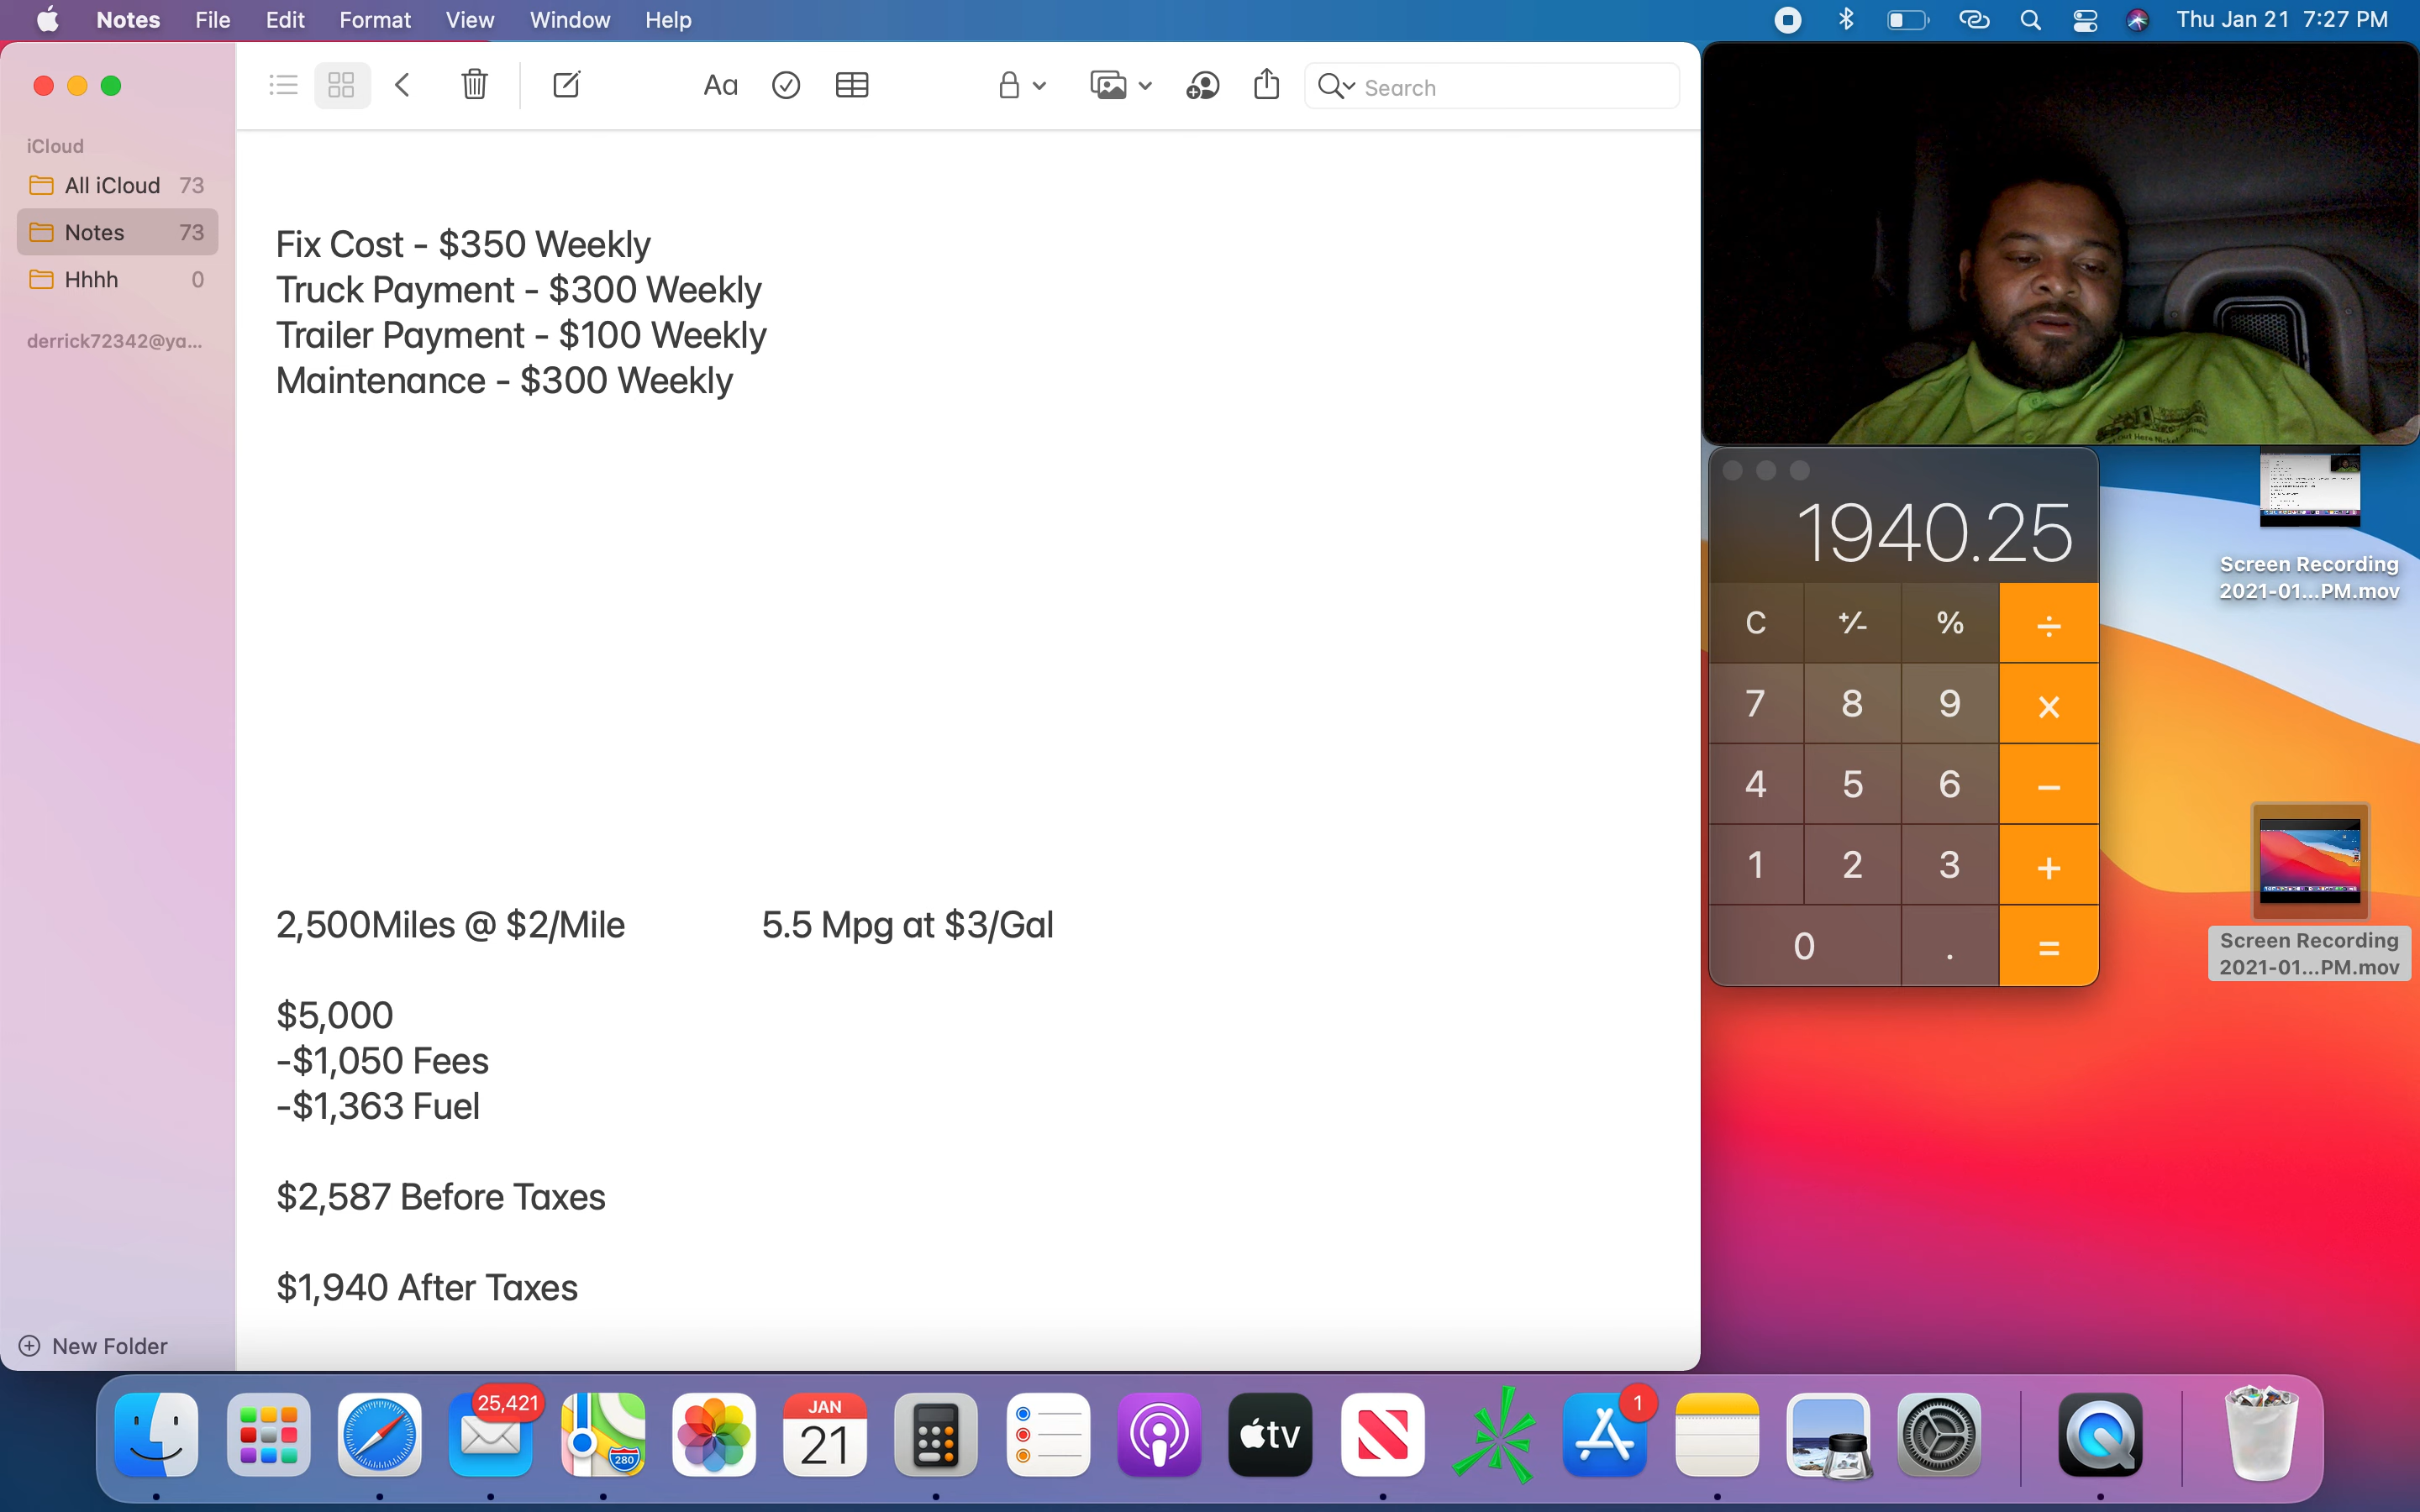 Notes File Edit Format View Window Help Thu Jan 21 7:27 PM
Aa
Search
iCloud
All iCloud 73
Notes 73
Hhhh 0
derrick72342@ya...
New Folder
Fix Cost - $350 Weekly
Truck Payment - $300 Weekly
Trailer Payment - $100 Weekly
Maintenance - $300 Weekly
2,500Miles @ $2/Mile 5.5 Mpg at $3/Gal
$5,000
-$1,050 Fees
-$1,363 Fuel
$2,587 Before Taxes
$1,940 After Taxes
1940.25
C ⁺∕₋ % ÷
7 8 9 ×
4 5 6 −
1 2 3 +
0 . =
Screen Recording
2021-01...PM.mov
Screen Recording
2021-01...PM.mov
25,421
280
JAN
21
tv
1